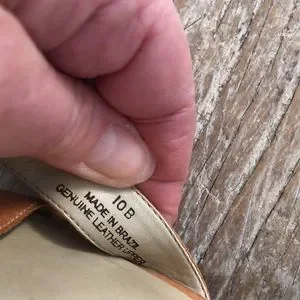 10 B
MADE IN BRAZIL
GENUINE LEATHER UPPER